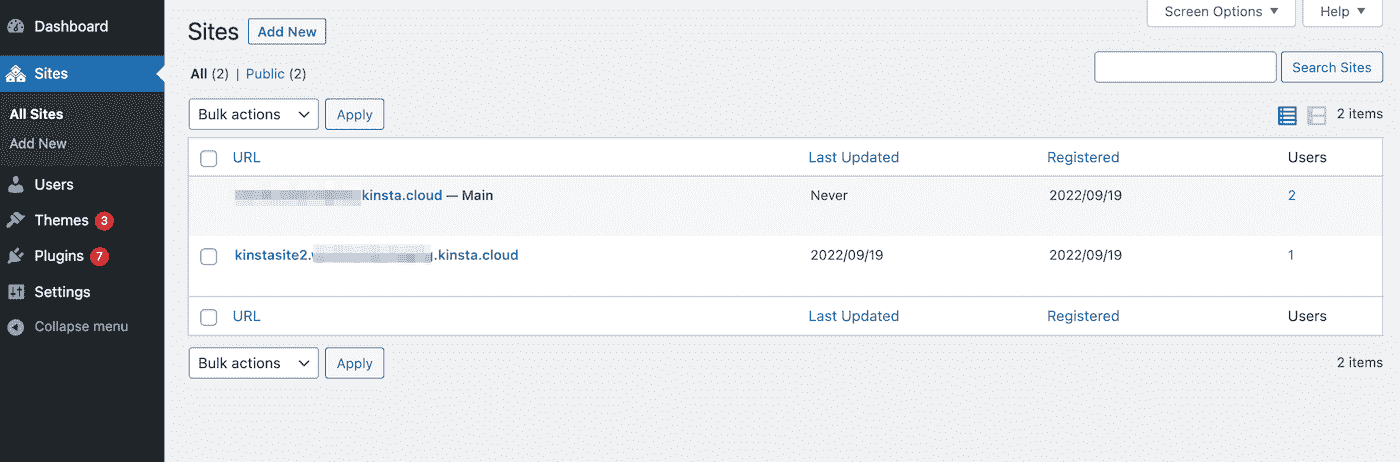 Dashboard
Sites
All Sites
Add New
Users
Themes 3
Plugins 7
Settings
Collapse menu
Screen Options ▼ Help ▼
Sites Add New
All (2) | Public (2)
Search Sites
Bulk actions Apply 2 items
URL Last Updated Registered Users
kinsta.cloud — Main Never 2022/09/19 2
kinstasite2. .kinsta.cloud 2022/09/19 2022/09/19 1
URL Last Updated Registered Users
Bulk actions Apply 2 items